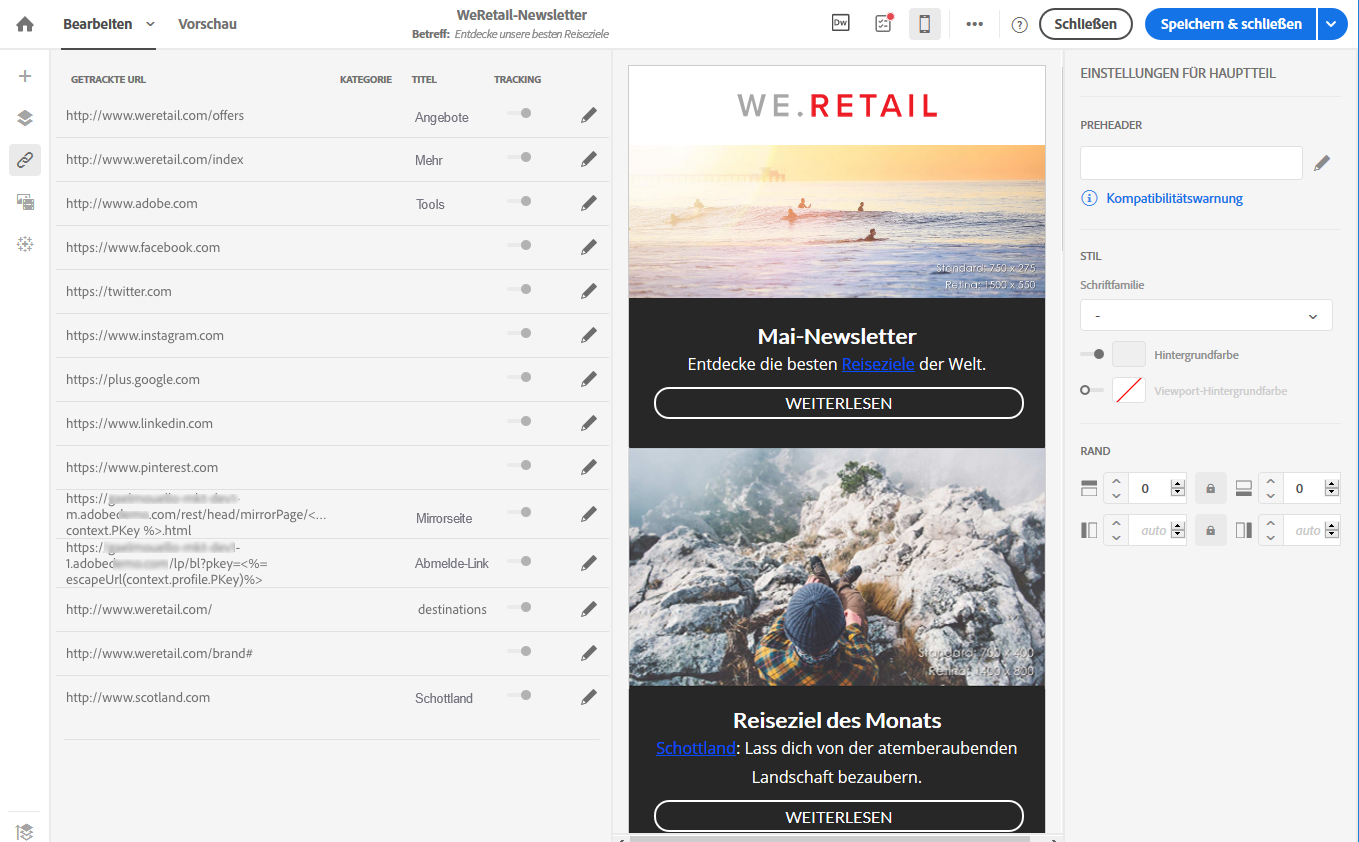 Bearbeiten
Vorschau
WeRetail-Newsletter
Betreff: Entdecke unsere besten Reiseziele
Dw
Schließen
Speichern & schließen
GETRACKTE URL KATEGORIE TITEL TRACKING
http://www.weretail.com/offers Angebote
http://www.weretail.com/index Mehr
http://www.adobe.com Tools
https://www.facebook.com
https://twitter.com
https://www.instagram.com
https://plus.google.com
https://www.linkedin.com
https://www.pinterest.com
https://
m.adobe .com/rest/head/mirrorPage/<... Mirrorseite
context.PKey %>.html
https:/
1.adobe /lp/bl?pkey=<%= Abmelde-Link
escapeUrl(context.profile.PKey)%>
http://www.weretail.com/ destinations
http://www.weretail.com/brand#
http://www.scotland.com Schottland
WE.RETAIL
Standard: 750 x 275
Retina: 1500 x 550
Mai-Newsletter
Entdecke die besten Reiseziele der Welt.
WEITERLESEN
Standard: 700 x 400
Retina: 1400 x 800
Reiseziel des Monats
Schottland: Lass dich von der atemberaubenden
Landschaft bezaubern.
WEITERLESEN
EINSTELLUNGEN FÜR HAUPTTEIL
PREHEADER
Kompatibilitätswarnung
STIL
Schriftfamilie
-
Hintergrundfarbe
Viewport-Hintergrundfarbe
RAND
0 0
auto auto